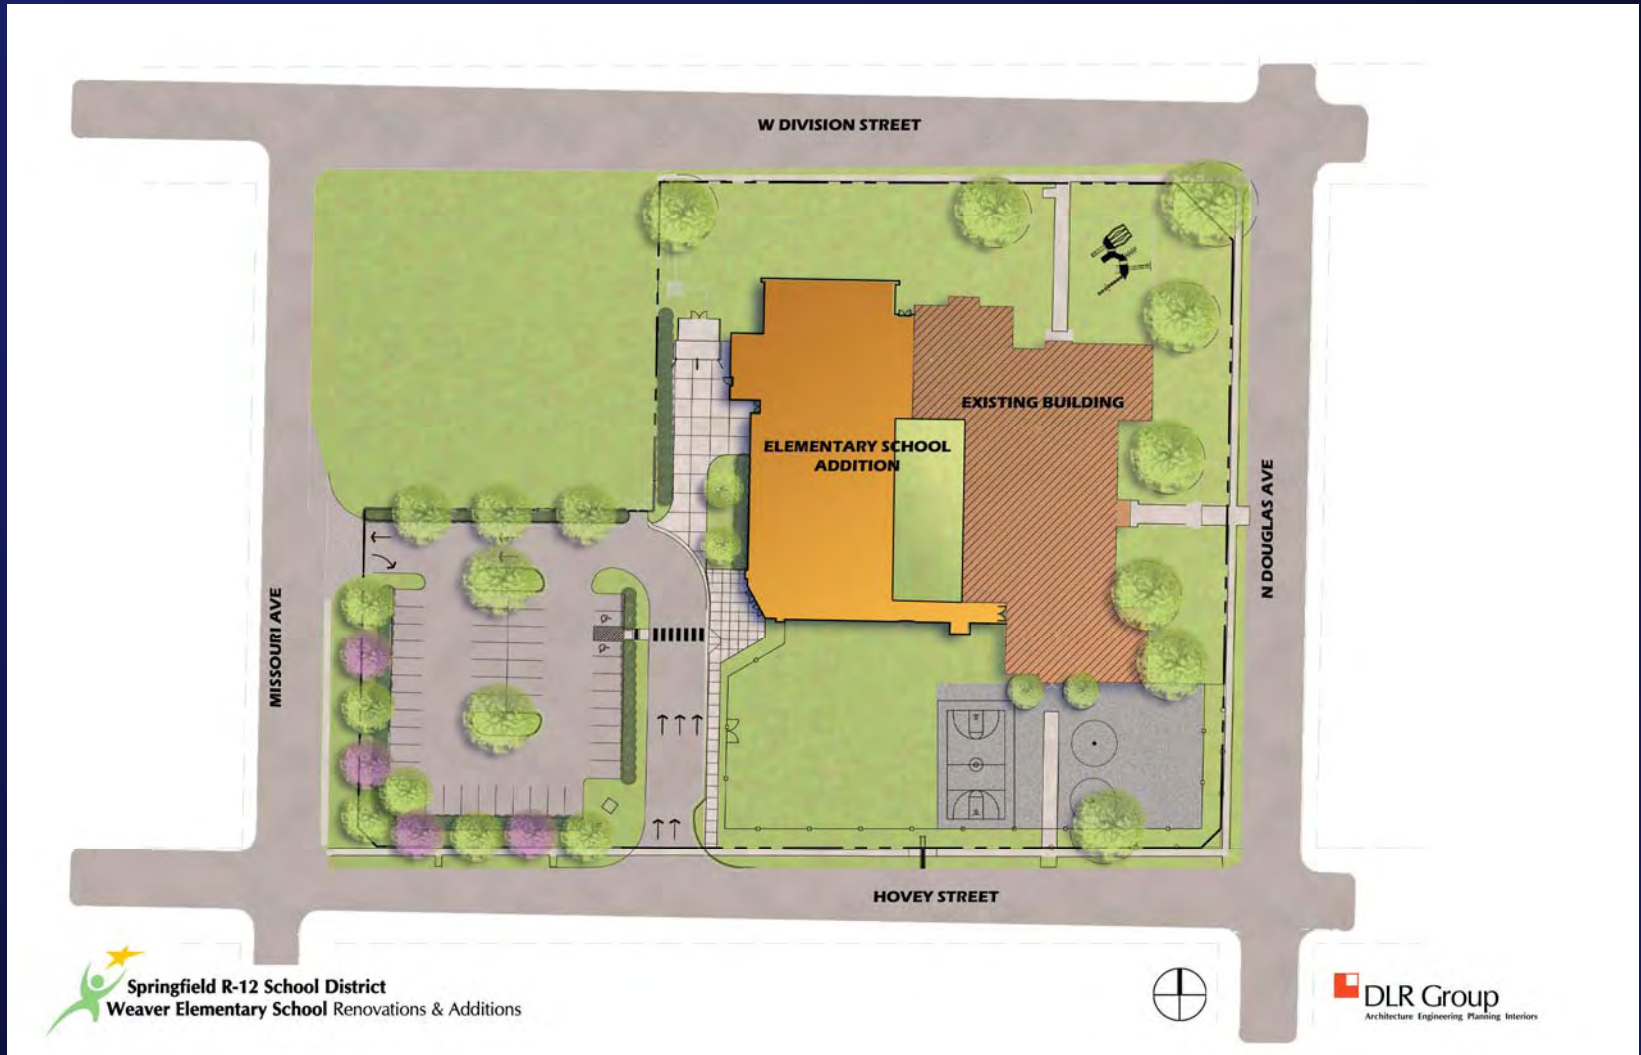 W DIVISION STREET
EXISTING BUILDING
ELEMENTARY SCHOOL
ADDITION
N DOUGLAS AVE
MISSOURI AVE
HOVEY STREET
Springfield R-12 School District
Weaver Elementary School Renovations & Additions
DLR Group
Architecture Engineering Planning Interiors